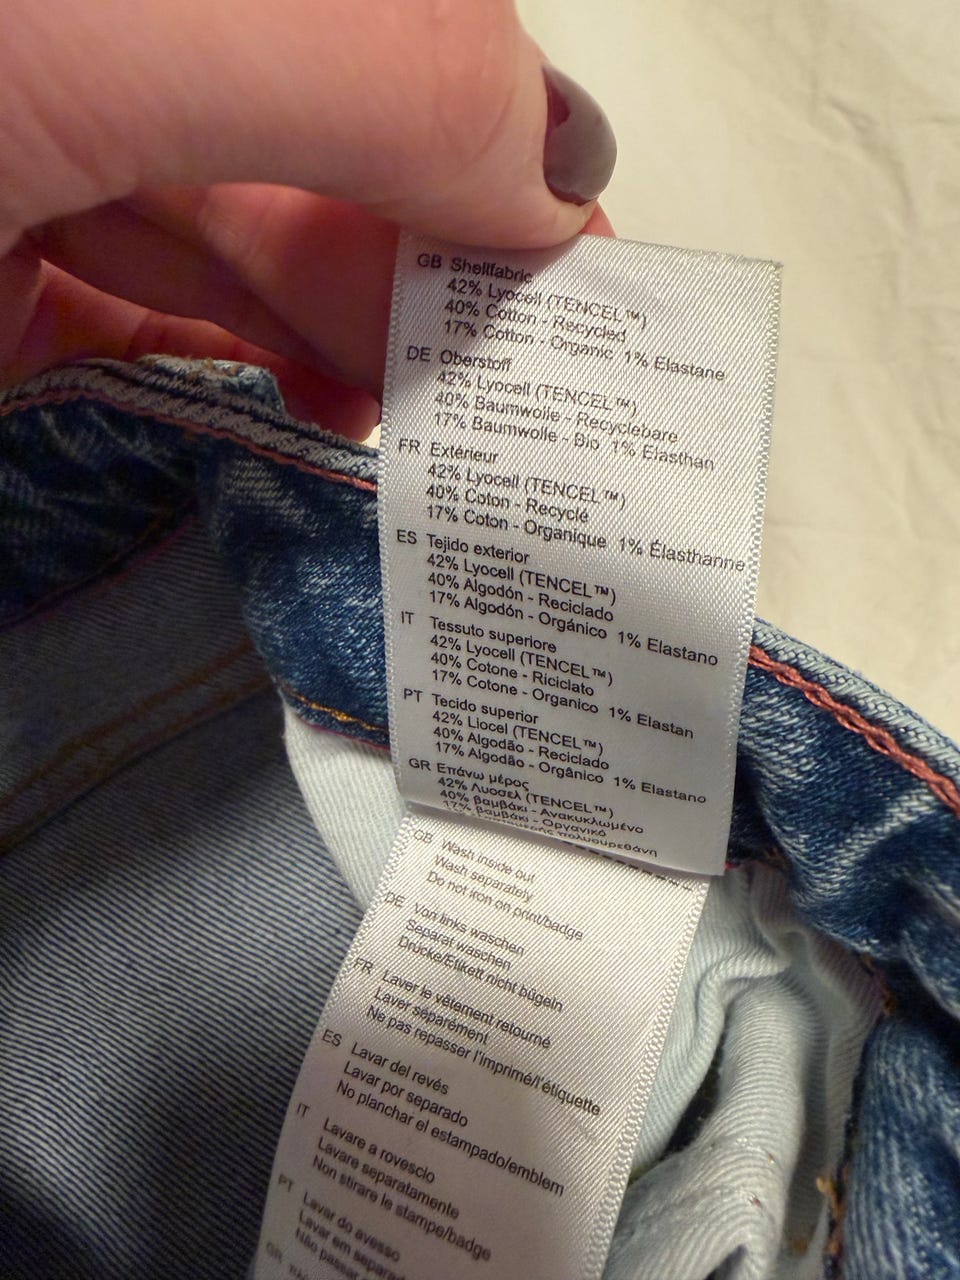 GB Shellfabric
42% Lyocell (TENCEL™)
40% Cotton - Recycled
17% Cotton - Organic 1% Elastane
DE Oberstoff
42% Lyocell (TENCEL™)
40% Baumwolle - Recyclebare
17% Baumwolle - Bio 1% Elasthan
FR Extérieur
42% Lyocell (TENCEL™)
40% Coton - Recyclé
17% Coton - Organique 1% Élasthanne
ES Tejido exterior
42% Lyocell (TENCEL™)
40% Algodón - Reciclado
17% Algodón - Orgánico 1% Elastano
IT Tessuto superiore
42% Lyocell (TENCEL™)
40% Cotone - Riciclato
17% Cotone - Organico 1% Elastan
PT Tecido superior
42% Llocel (TENCEL™)
40% Algodão - Reciclado
17% Algodão - Orgânico 1% Elastano
GR Επάνω μέρος
42% Λυοσελ (TENCEL™)
40% βαμβάκι - Ανακυκλωμένο
17% βαμβάκι - Οργανικό
πολυουρεθάνη
GB Wash inside out
Wash separately
Do not iron on print/badge
DE Von links waschen
Separat waschen
Drucke/Etikett nicht bügeln
FR Laver le vêtement retourné
Laver séparément
Ne pas repasser l'imprimé/l'étiquette
ES Lavar del revés
Lavar por separado
No planchar el estampado/emblem
IT Lavare a rovescio
Lavare separatamente
Non stirare le stampe/badge
PT Lavar do avesso
Lavar em separado
Não passar
GR